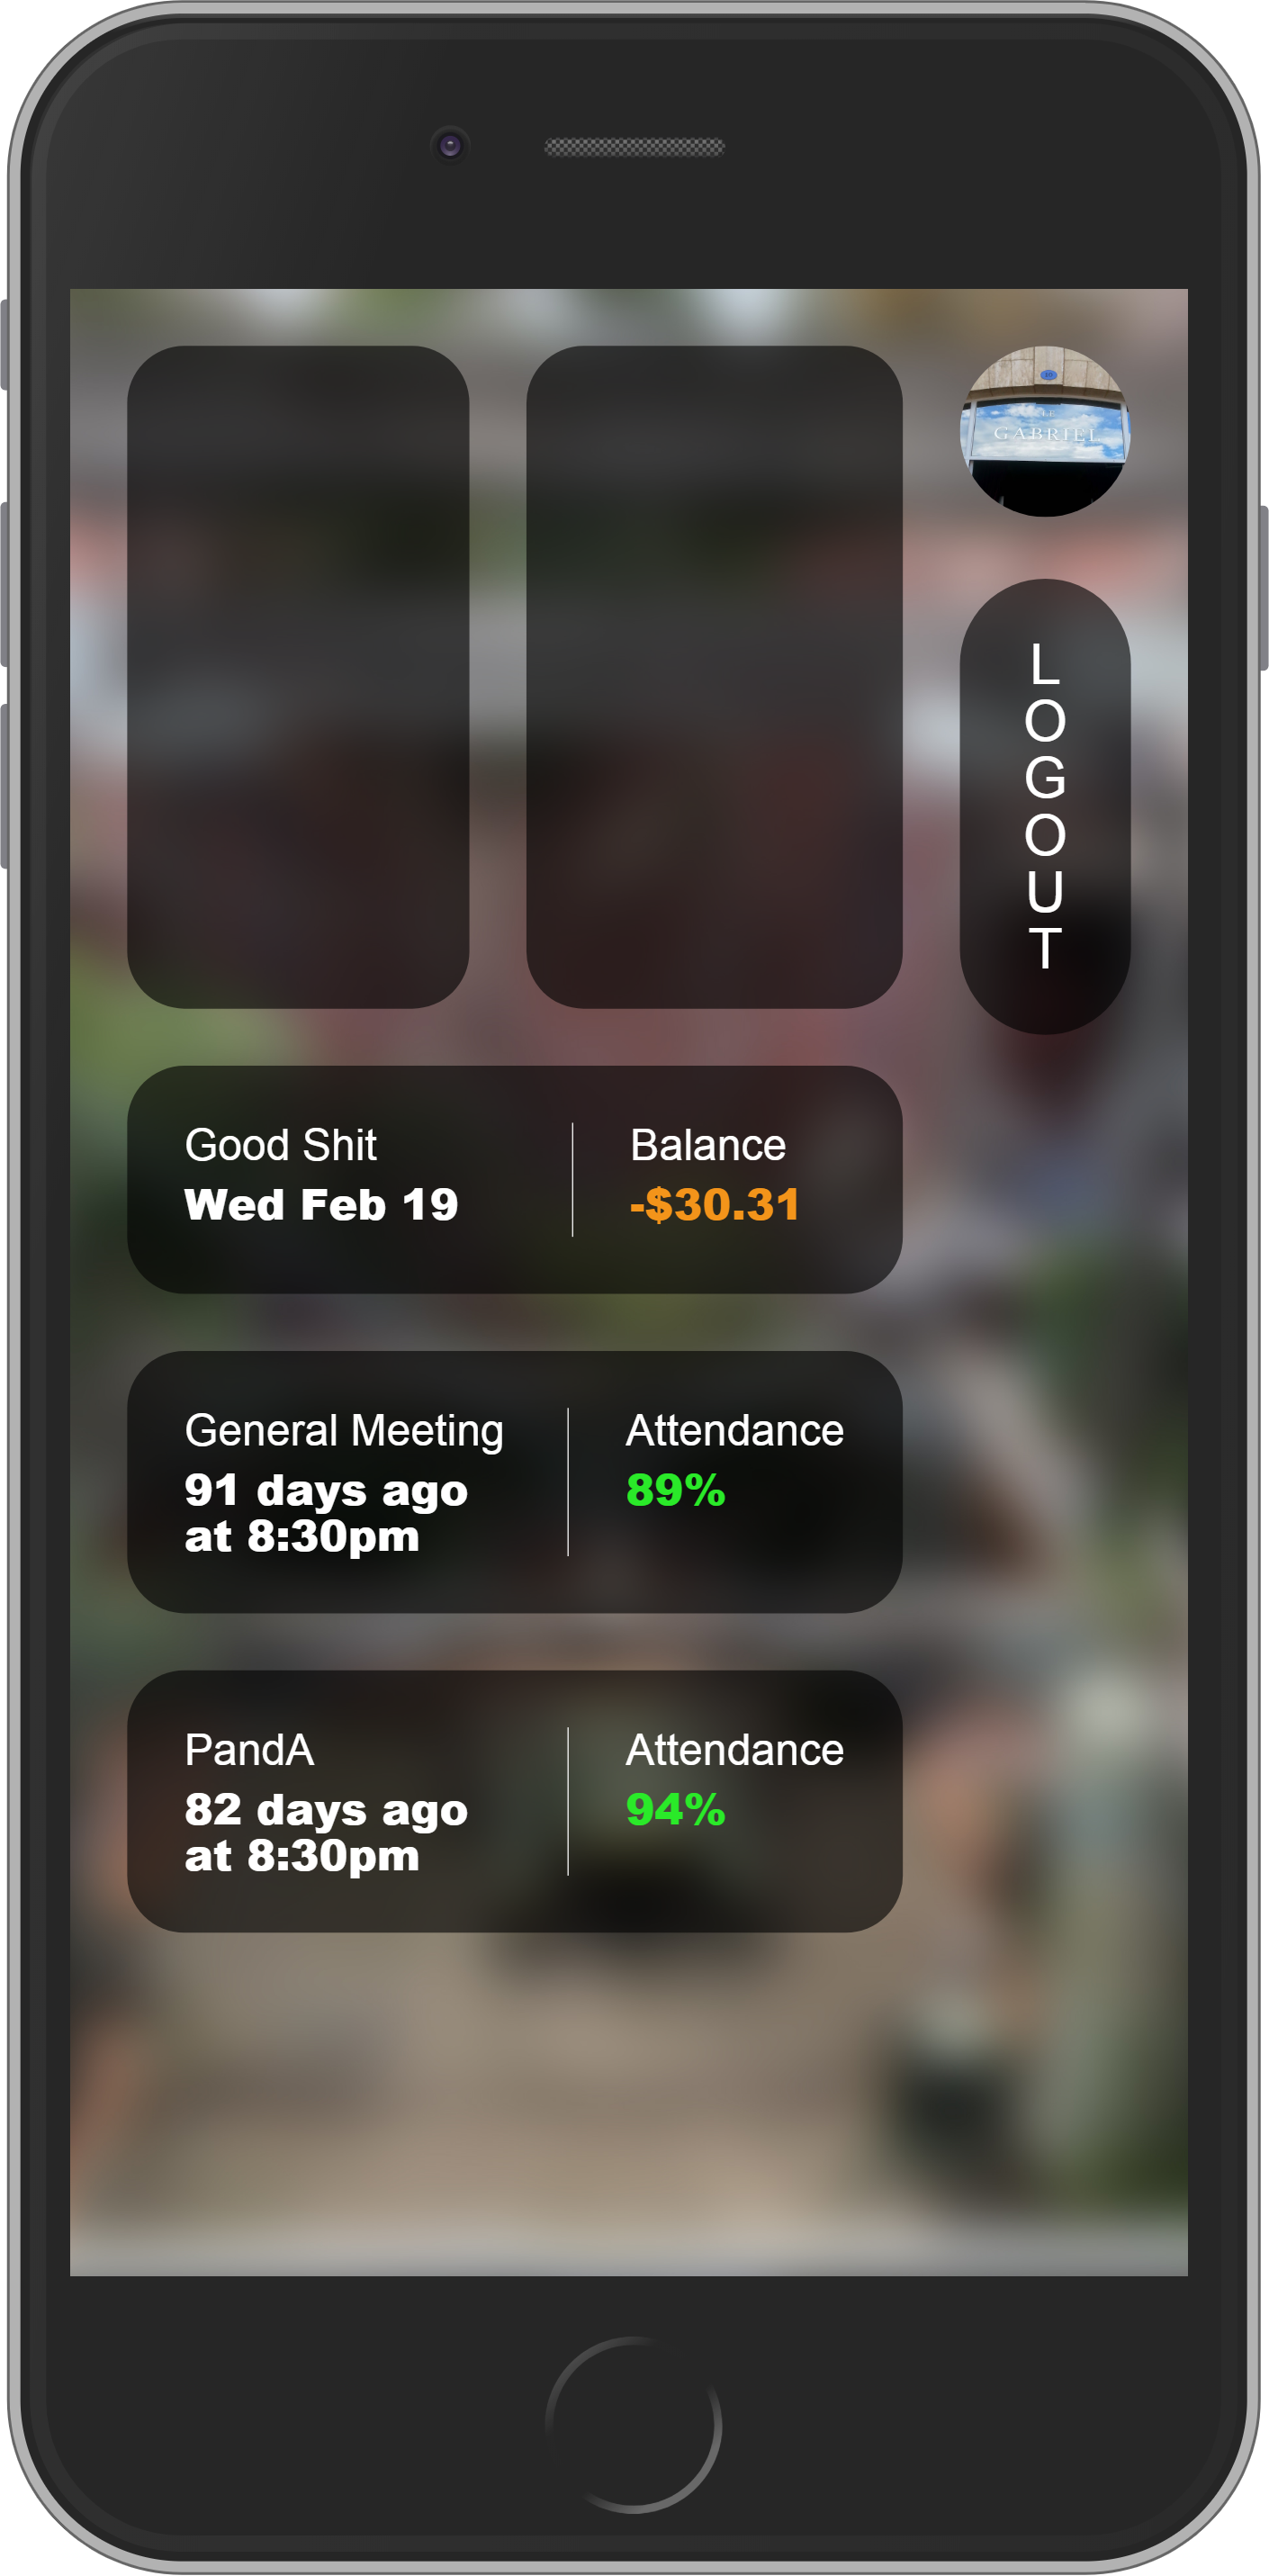 LE
GABRIEL
L
O
G
O
U
T
Good Shit
Wed Feb 19
Balance
-$30.31
General Meeting
91 days ago
at 8:30pm
Attendance
89%
PandA
82 days ago
at 8:30pm
Attendance
94%